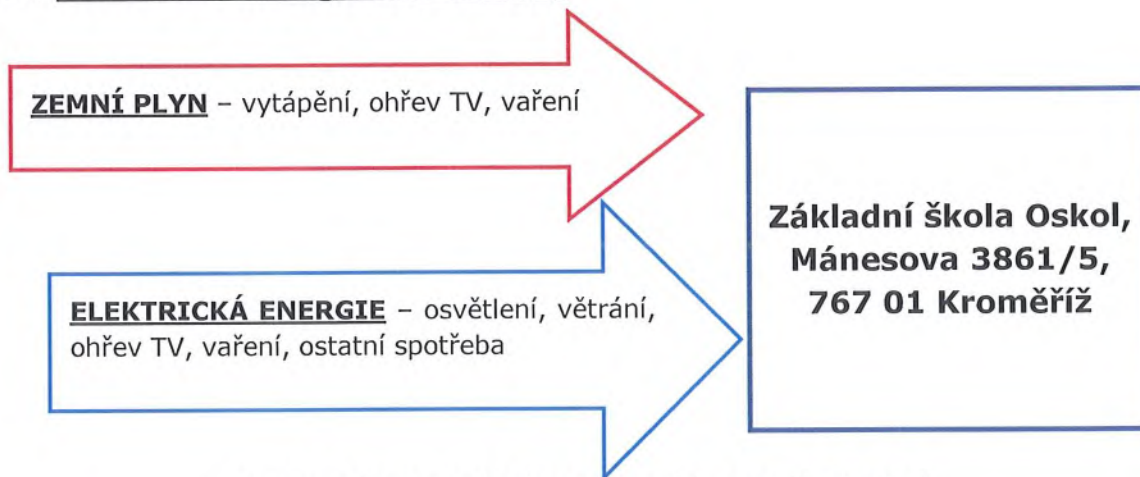 ZEMNÍ PLYN – vytápění, ohřev TV, vaření
ELEKTRICKÁ ENERGIE – osvětlení, větrání,
ohřev TV, vaření, ostatní spotřeba
Základní škola Oskol,
Mánesova 3861/5,
767 01 Kroměříž